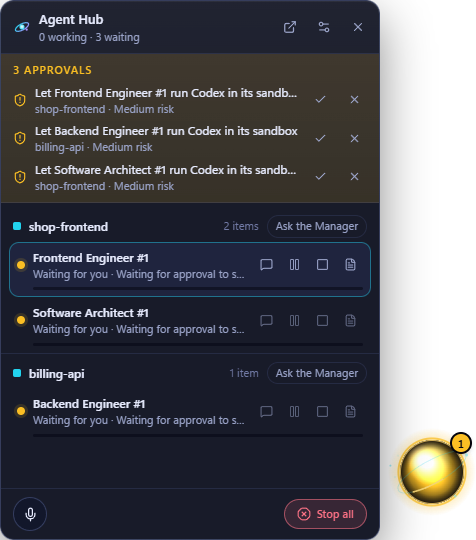 Agent Hub
0 working · 3 waiting
3 APPROVALS
Let Frontend Engineer #1 run Codex in its sandb...
shop-frontend · Medium risk
Let Backend Engineer #1 run Codex in its sandbox
billing-api · Medium risk
Let Software Architect #1 run Codex in its sandb...
shop-frontend · Medium risk
shop-frontend 2 items Ask the Manager
Frontend Engineer #1
Waiting for you · Waiting for approval to s...
Software Architect #1
Waiting for you · Waiting for approval to s...
billing-api 1 item Ask the Manager
Backend Engineer #1
Waiting for you · Waiting for approval to s...
1
Stop all